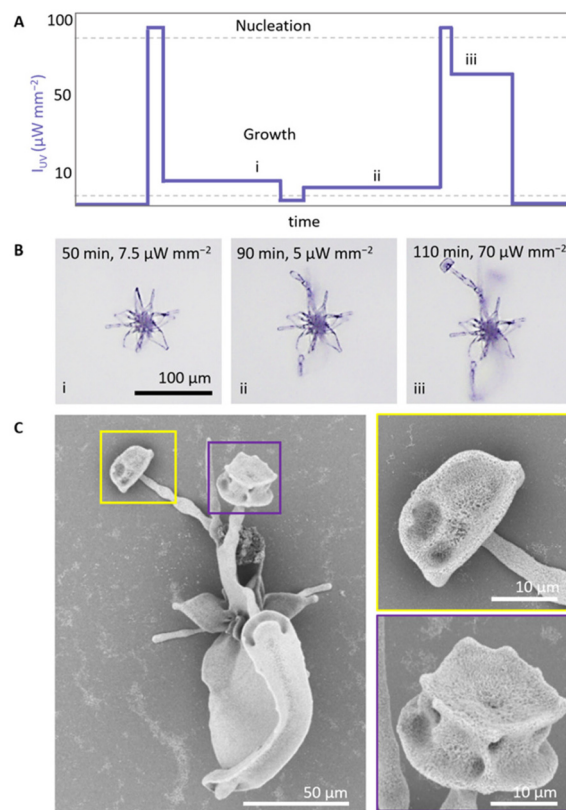 A
100
Nucleation
iii
50
I_UV (µW mm⁻²)
Growth
i
ii
10
time
B
50 min, 7.5 µW mm⁻²
90 min, 5 µW mm⁻²
110 min, 70 µW mm⁻²
100 µm
i
ii
iii
C
10 µm
50 µm
10 µm